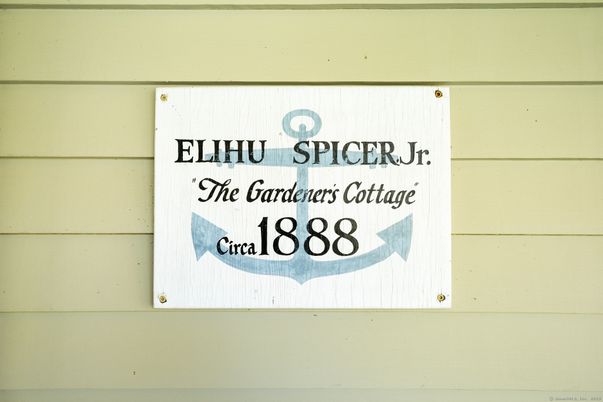 ELIHU SPICER Jr.
"The Gardener's Cottage"
Circa 1888